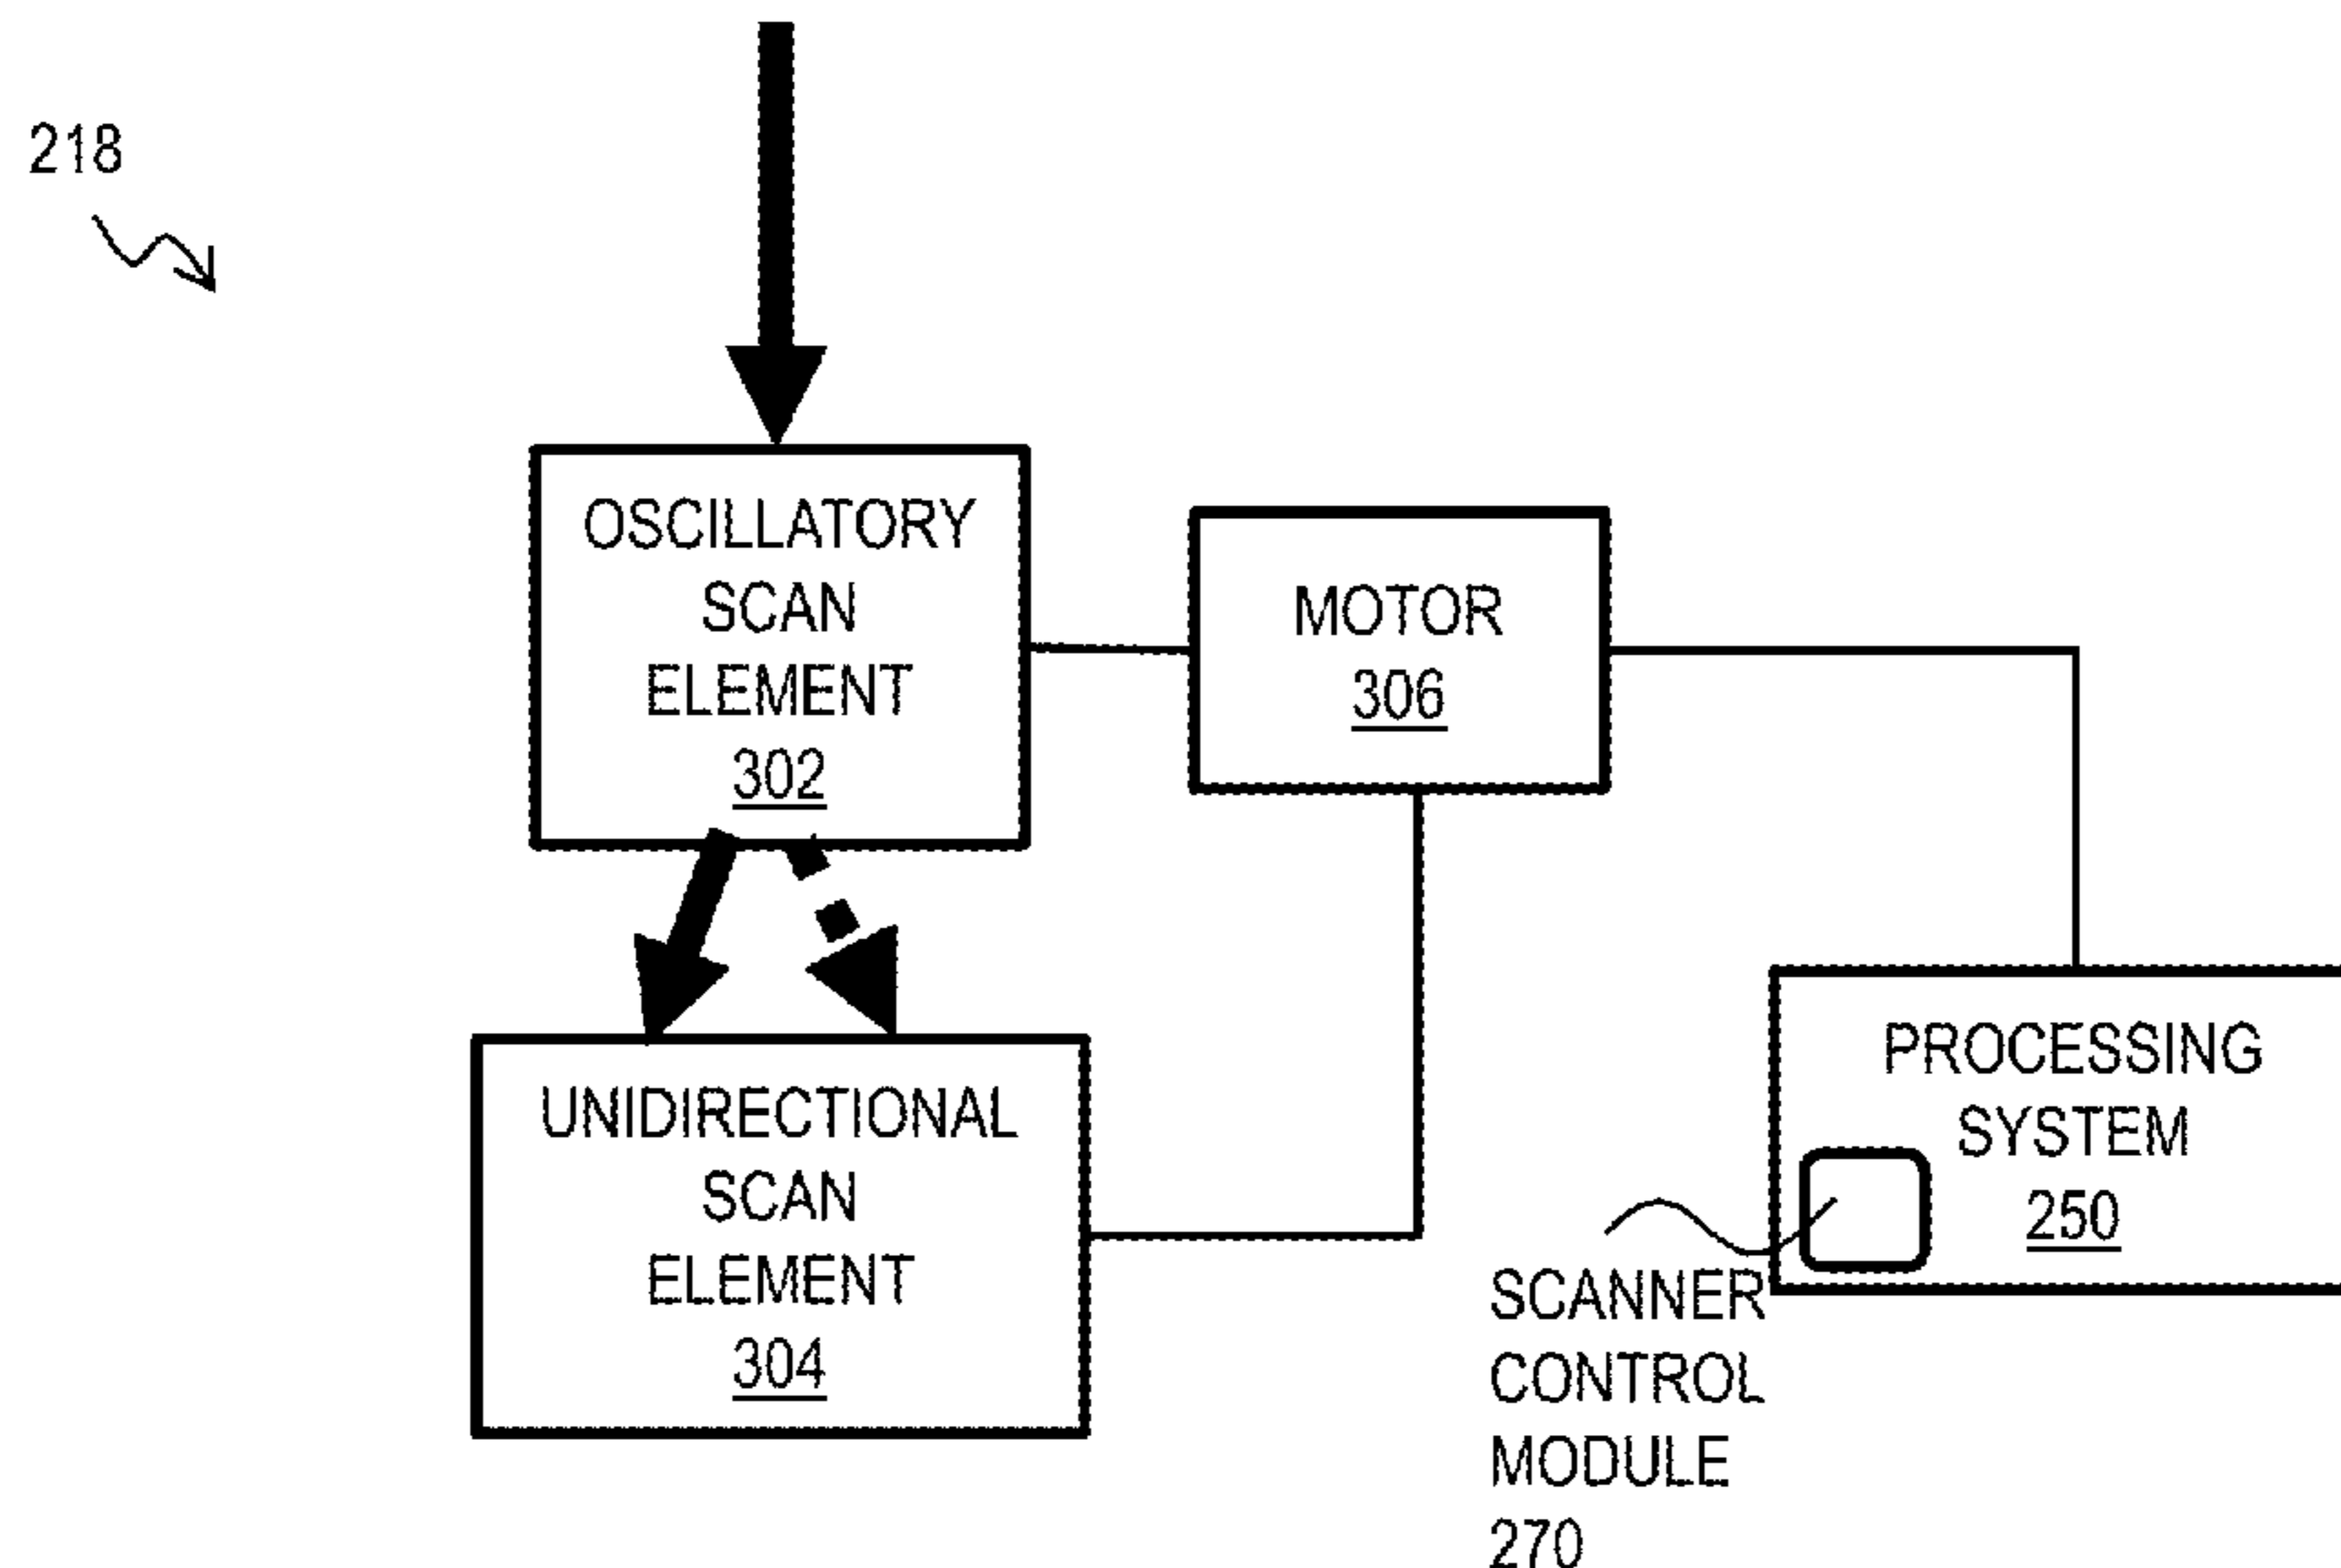 218
OSCILLATORY
SCAN
ELEMENT
302
MOTOR
306
UNIDIRECTIONAL
SCAN
ELEMENT
304
PROCESSING
SYSTEM
250
SCANNER
CONTROL
MODULE
270